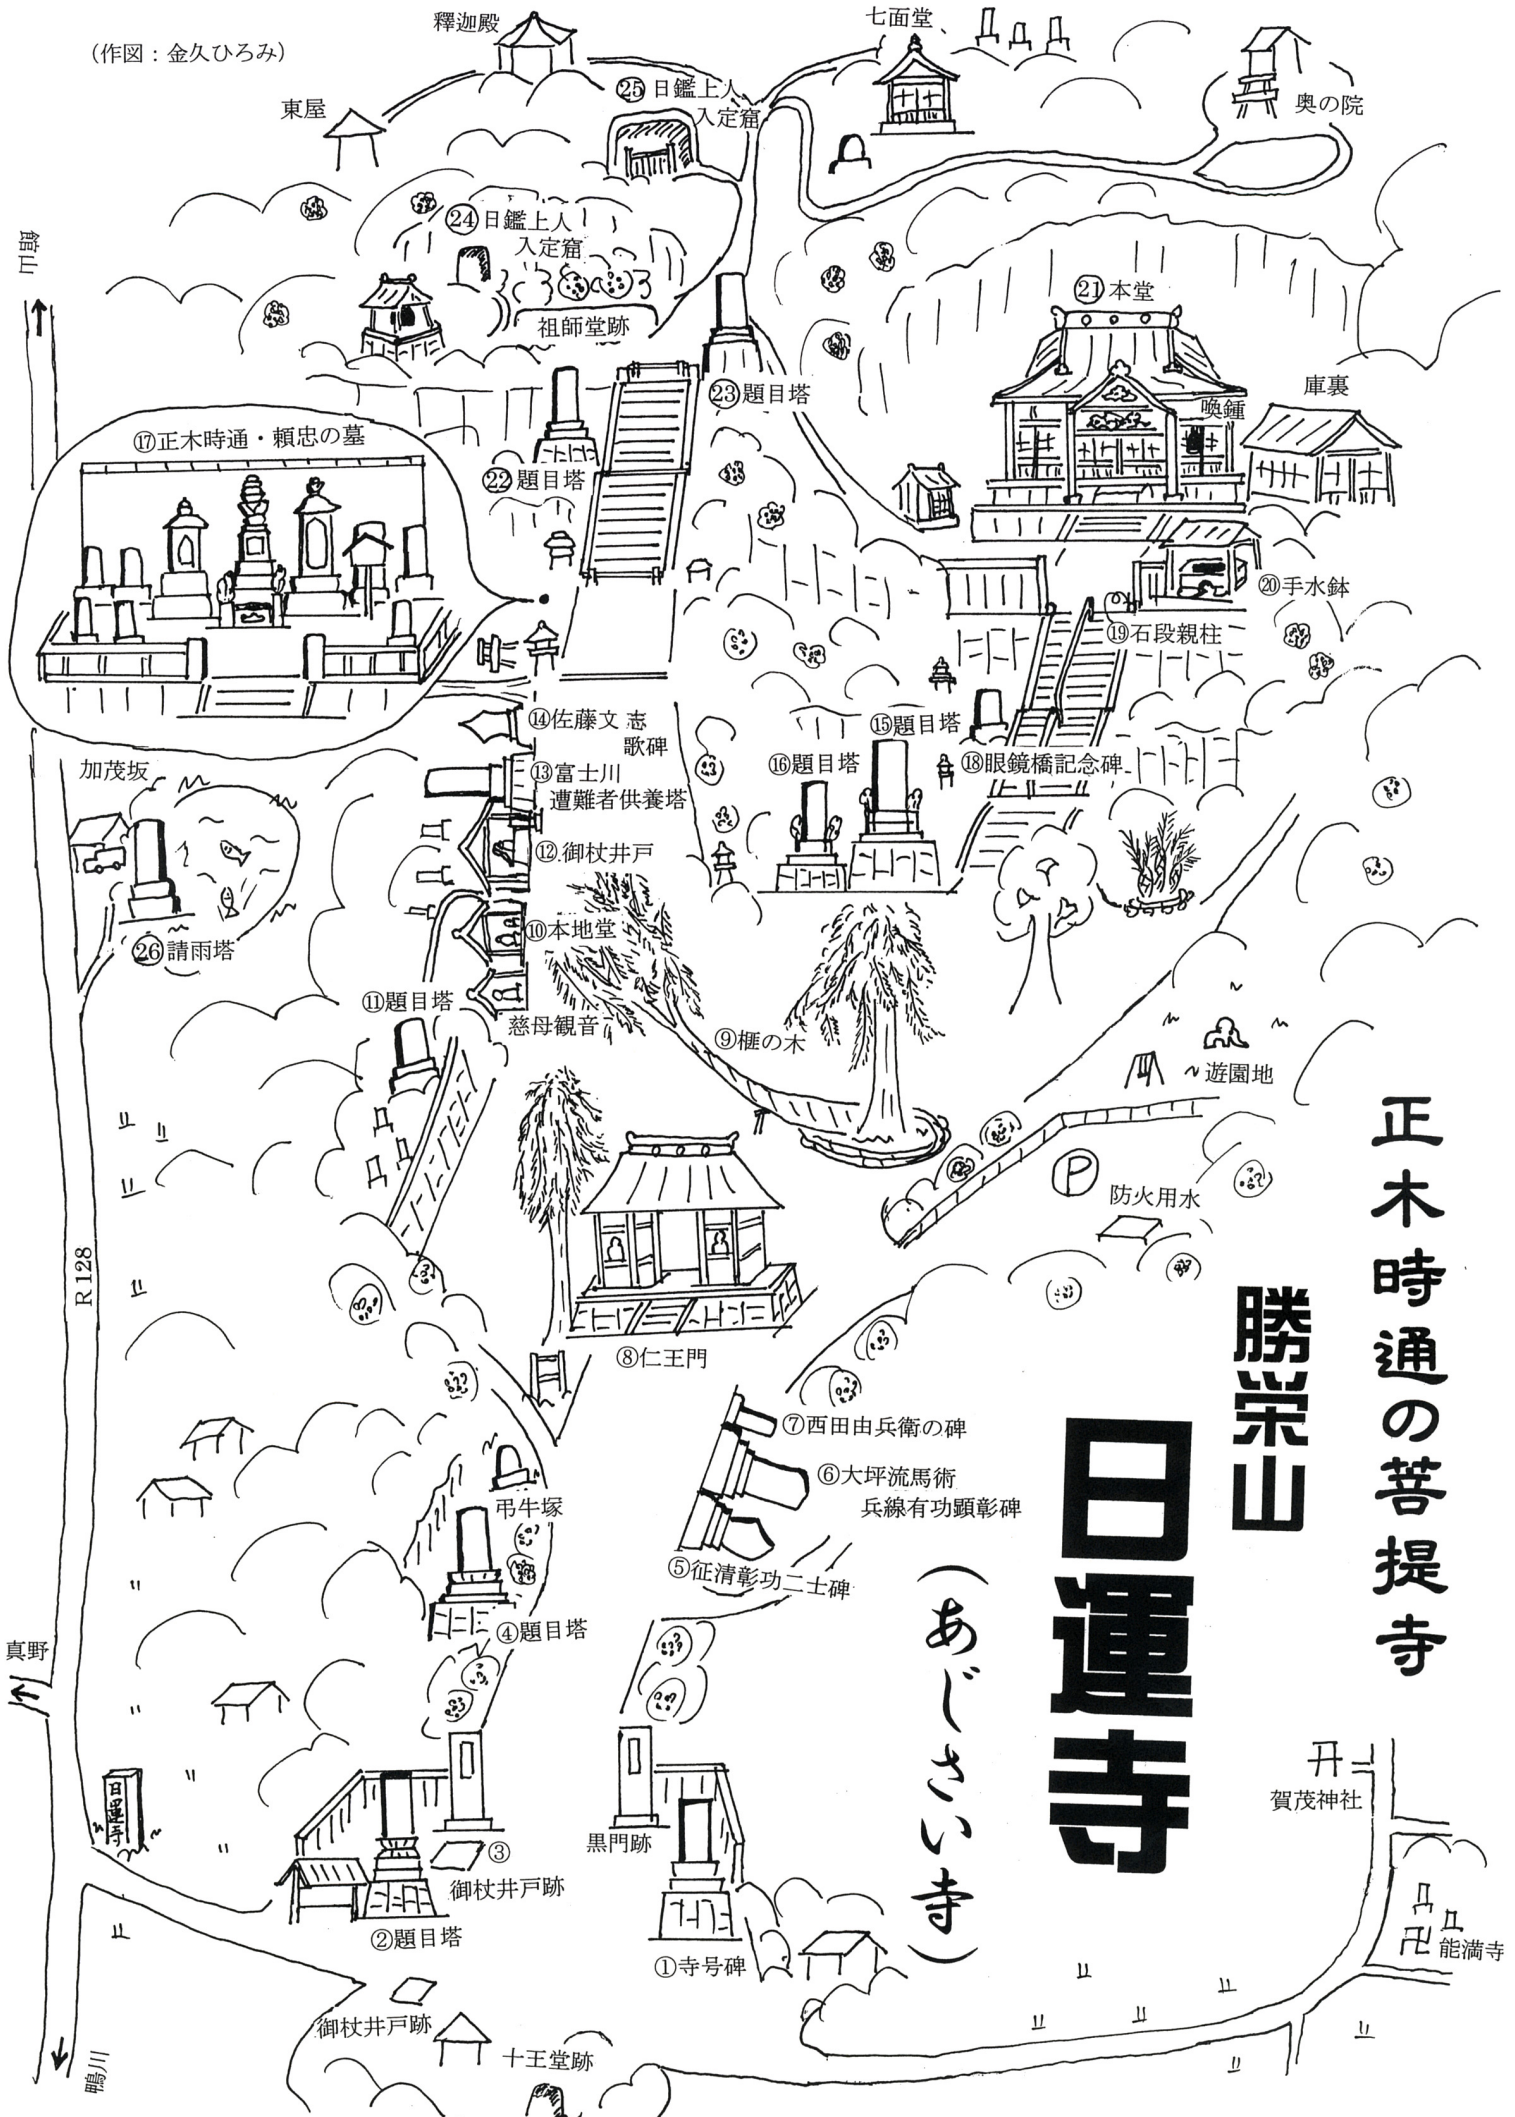 (作図:金久ひろみ)
釋迦殿
七面堂
奥の院
東屋
㉕日鑑上人
入定窟
㉔日鑑上人
入定窟
祖師堂跡
館山
㉑本堂
喚鍾
庫裏
㉓題目塔
㉒題目塔
⑰正木時通・頼忠の墓
⑳手水鉢
⑲石段親柱
⑱眼鏡橋記念碑
⑮題目塔
⑯題目塔
⑭佐藤文志
歌碑
⑬富士川
遭難者供養塔
⑫御杖井戸
⑩本地堂
⑪題目塔
慈母観音
加茂坂
㉖請雨塔
⑨榧の木
遊園地
P
防火用水
R128
⑧仁王門
⑦西田由兵衛の碑
⑥大坪流馬術
兵線有功顕彰碑
⑤征清彰功二士碑
弔牛塚
④題目塔
真野
日運寺
③
御杖井戸跡
②題目塔
黒門跡
①寺号碑
御杖井戸跡
十王堂跡
鴨川
賀茂神社
卍
能満寺
正木時通の菩提寺
勝栄山
日運寺
(あじさい寺)